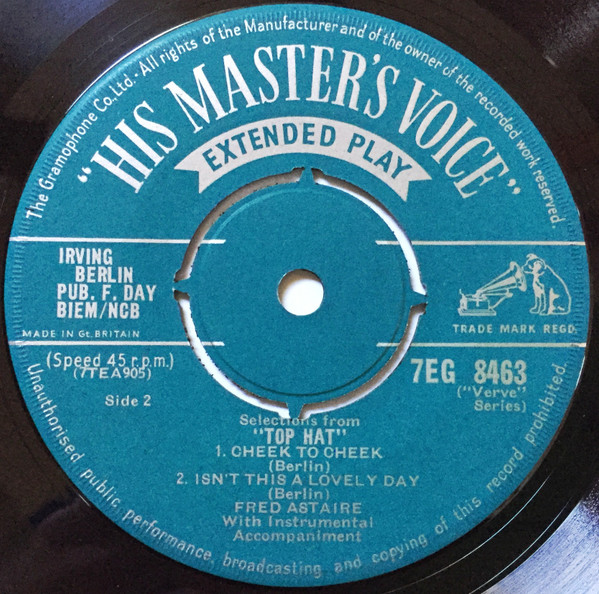 The Gramophone Co. Ltd. · All rights of the Manufacturer and of the owner of the recorded work reserved.
"HIS MASTER'S VOICE"
EXTENDED PLAY
IRVING
BERLIN
PUB. F. DAY
BIEM/NCB
MADE IN Gt. BRITAIN
TRADE MARK REGD.
(Speed 45 r.p.m.)
(7TEA905)
Side 2
7EG 8463
("Verve"
Series)
Selections from
"TOP HAT"
1. CHEEK TO CHEEK
(Berlin)
2. ISN'T THIS A LOVELY DAY
(Berlin)
FRED ASTAIRE
With Instrumental
Accompaniment
Unauthorised public performance, broadcasting and copying of this record prohibited.